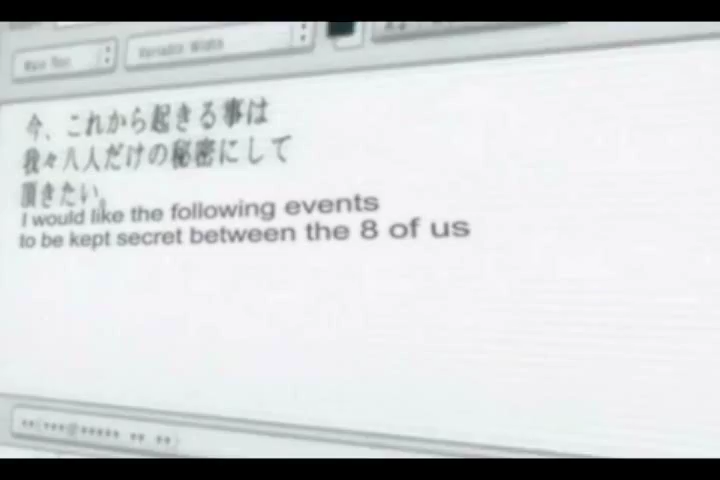 Variable Width
今、これから起きる事は
我々八人だけの秘密にして
頂きたい。
I would like the following events
to be kept secret between the 8 of us